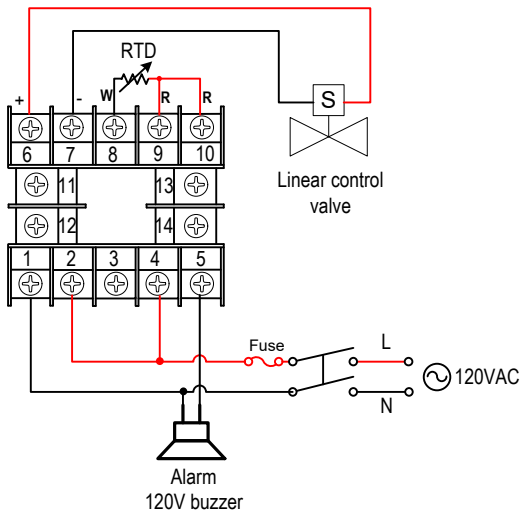 RTD
+ - W R R
S
6 7 8 9 10
Linear control
valve
11 13
12 14
1 2 3 4 5
Fuse L
120VAC
N
Alarm
120V buzzer